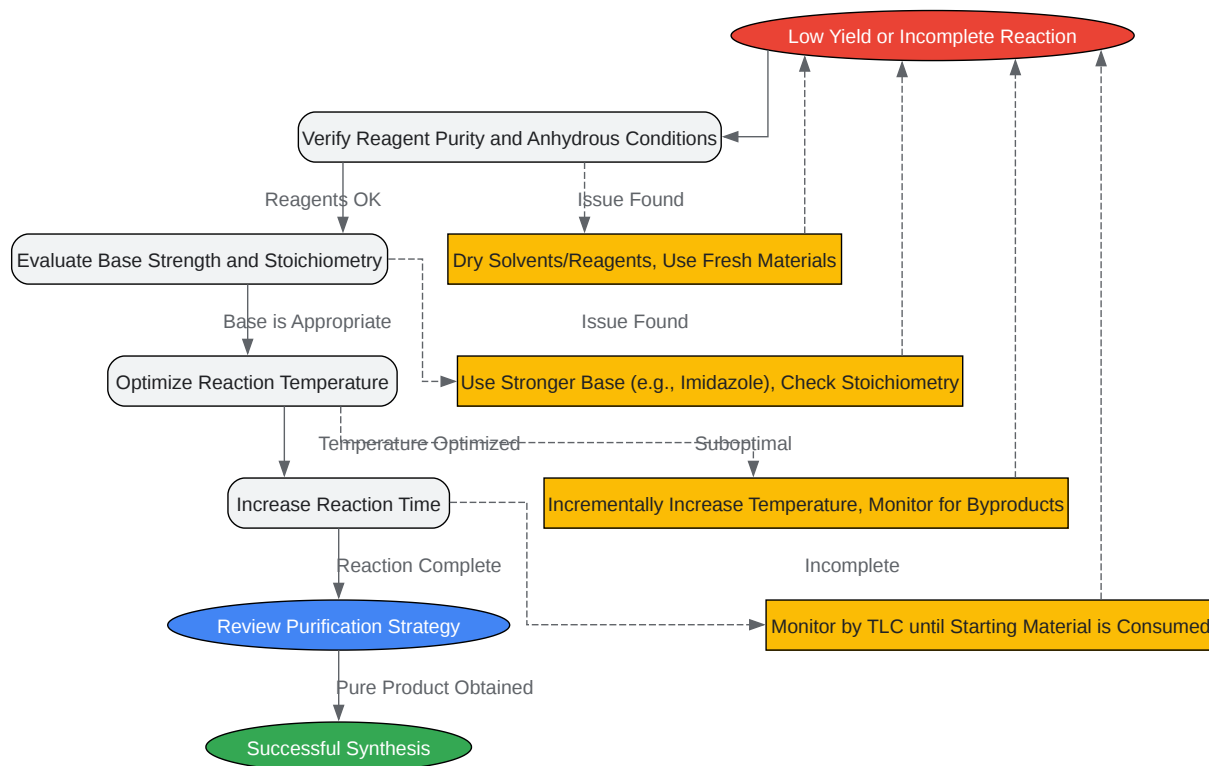 Low Yield or Incomplete Reaction
Verify Reagent Purity and Anhydrous Conditions
Reagents OK
Issue Found
Evaluate Base Strength and Stoichiometry
Dry Solvents/Reagents, Use Fresh Materials
Base is Appropriate
Issue Found
Optimize Reaction Temperature
Use Stronger Base (e.g., Imidazole), Check Stoichiometry
Temperature Optimized
Suboptimal
Increase Reaction Time
Incrementally Increase Temperature, Monitor for Byproducts
Reaction Complete
Incomplete
Review Purification Strategy
Monitor by TLC until Starting Material is Consumed
Pure Product Obtained
Successful Synthesis